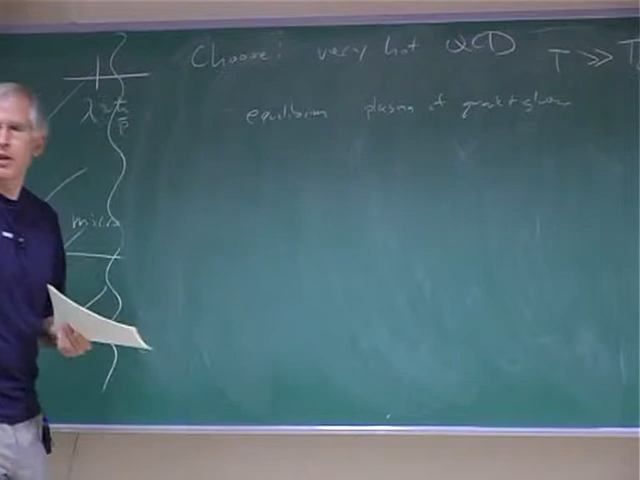 Choose: very hot QCD T >> T
λ ≈ ħ/p
equilibrium plasma of quark + gluon
micro